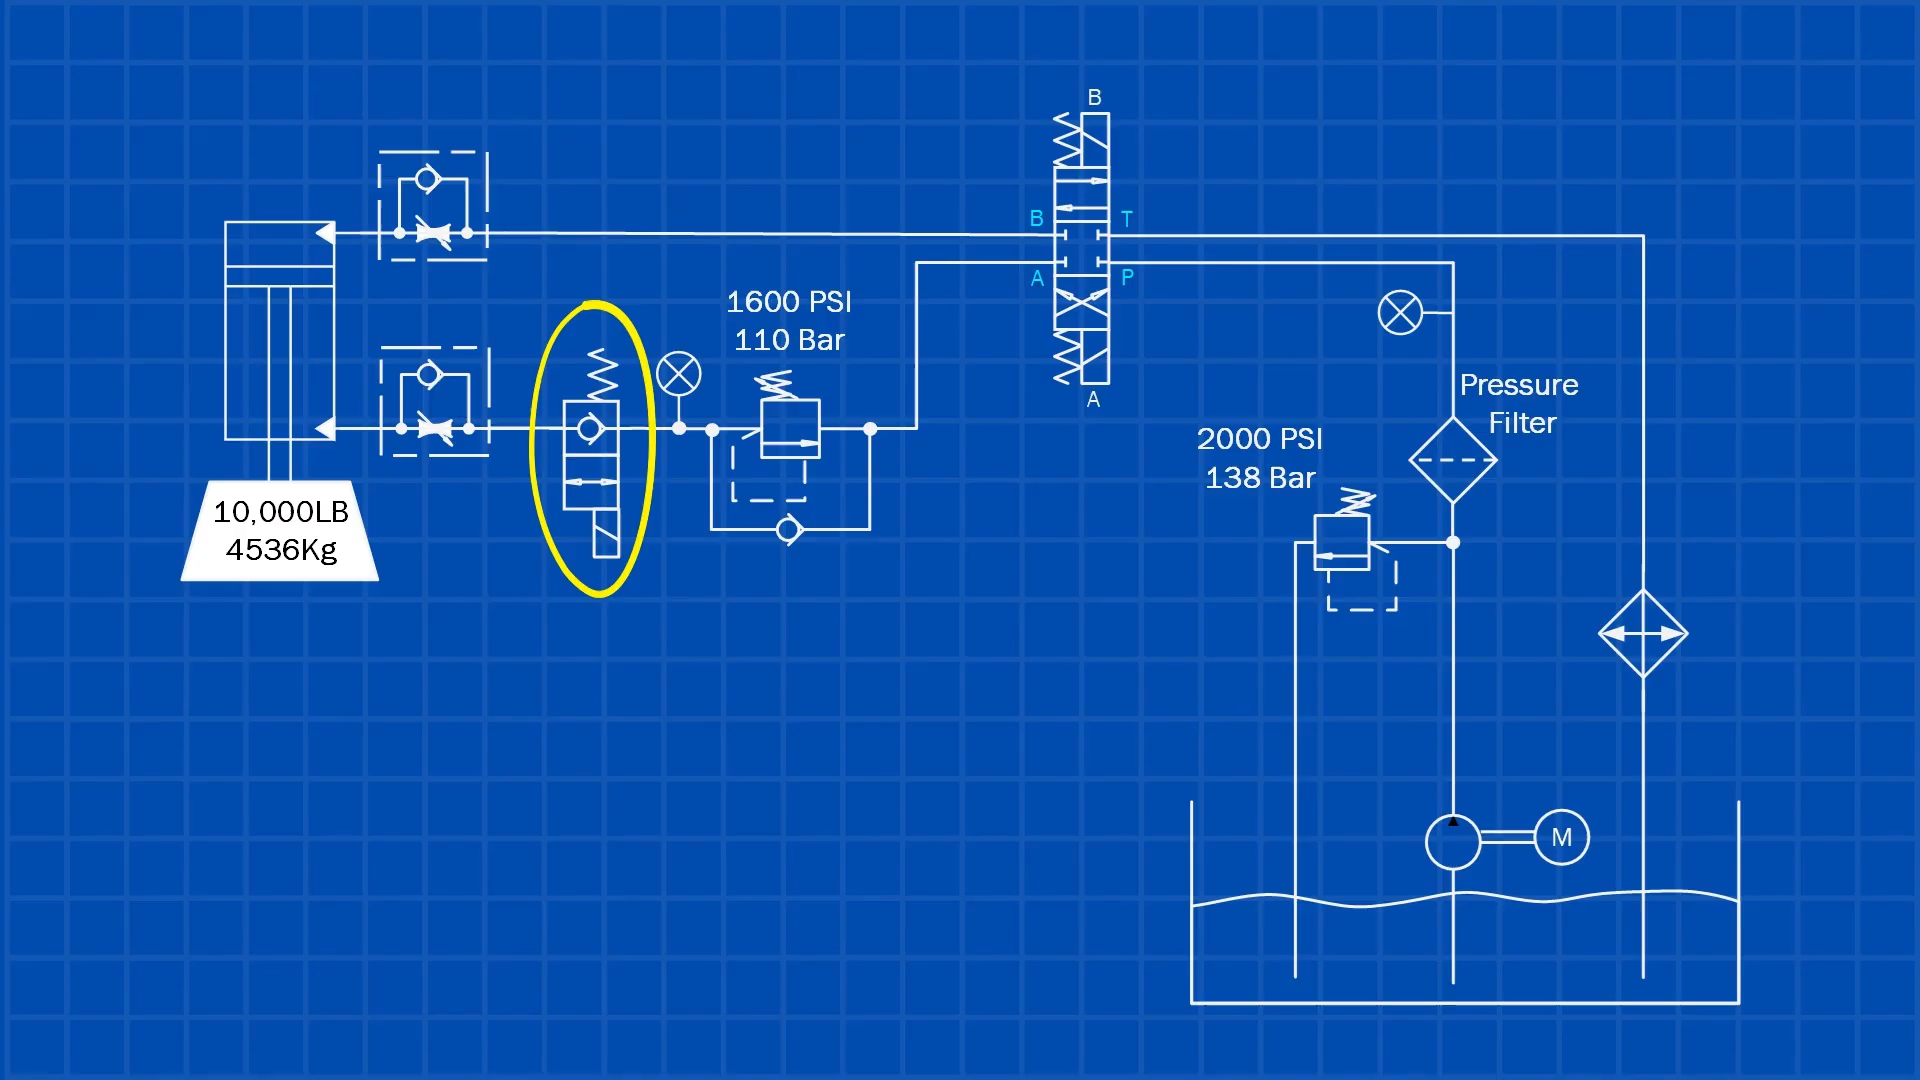 B
B
T
A
P
A
1600 PSI
110 Bar
Pressure
Filter
2000 PSI
138 Bar
10,000LB
4536Kg
M